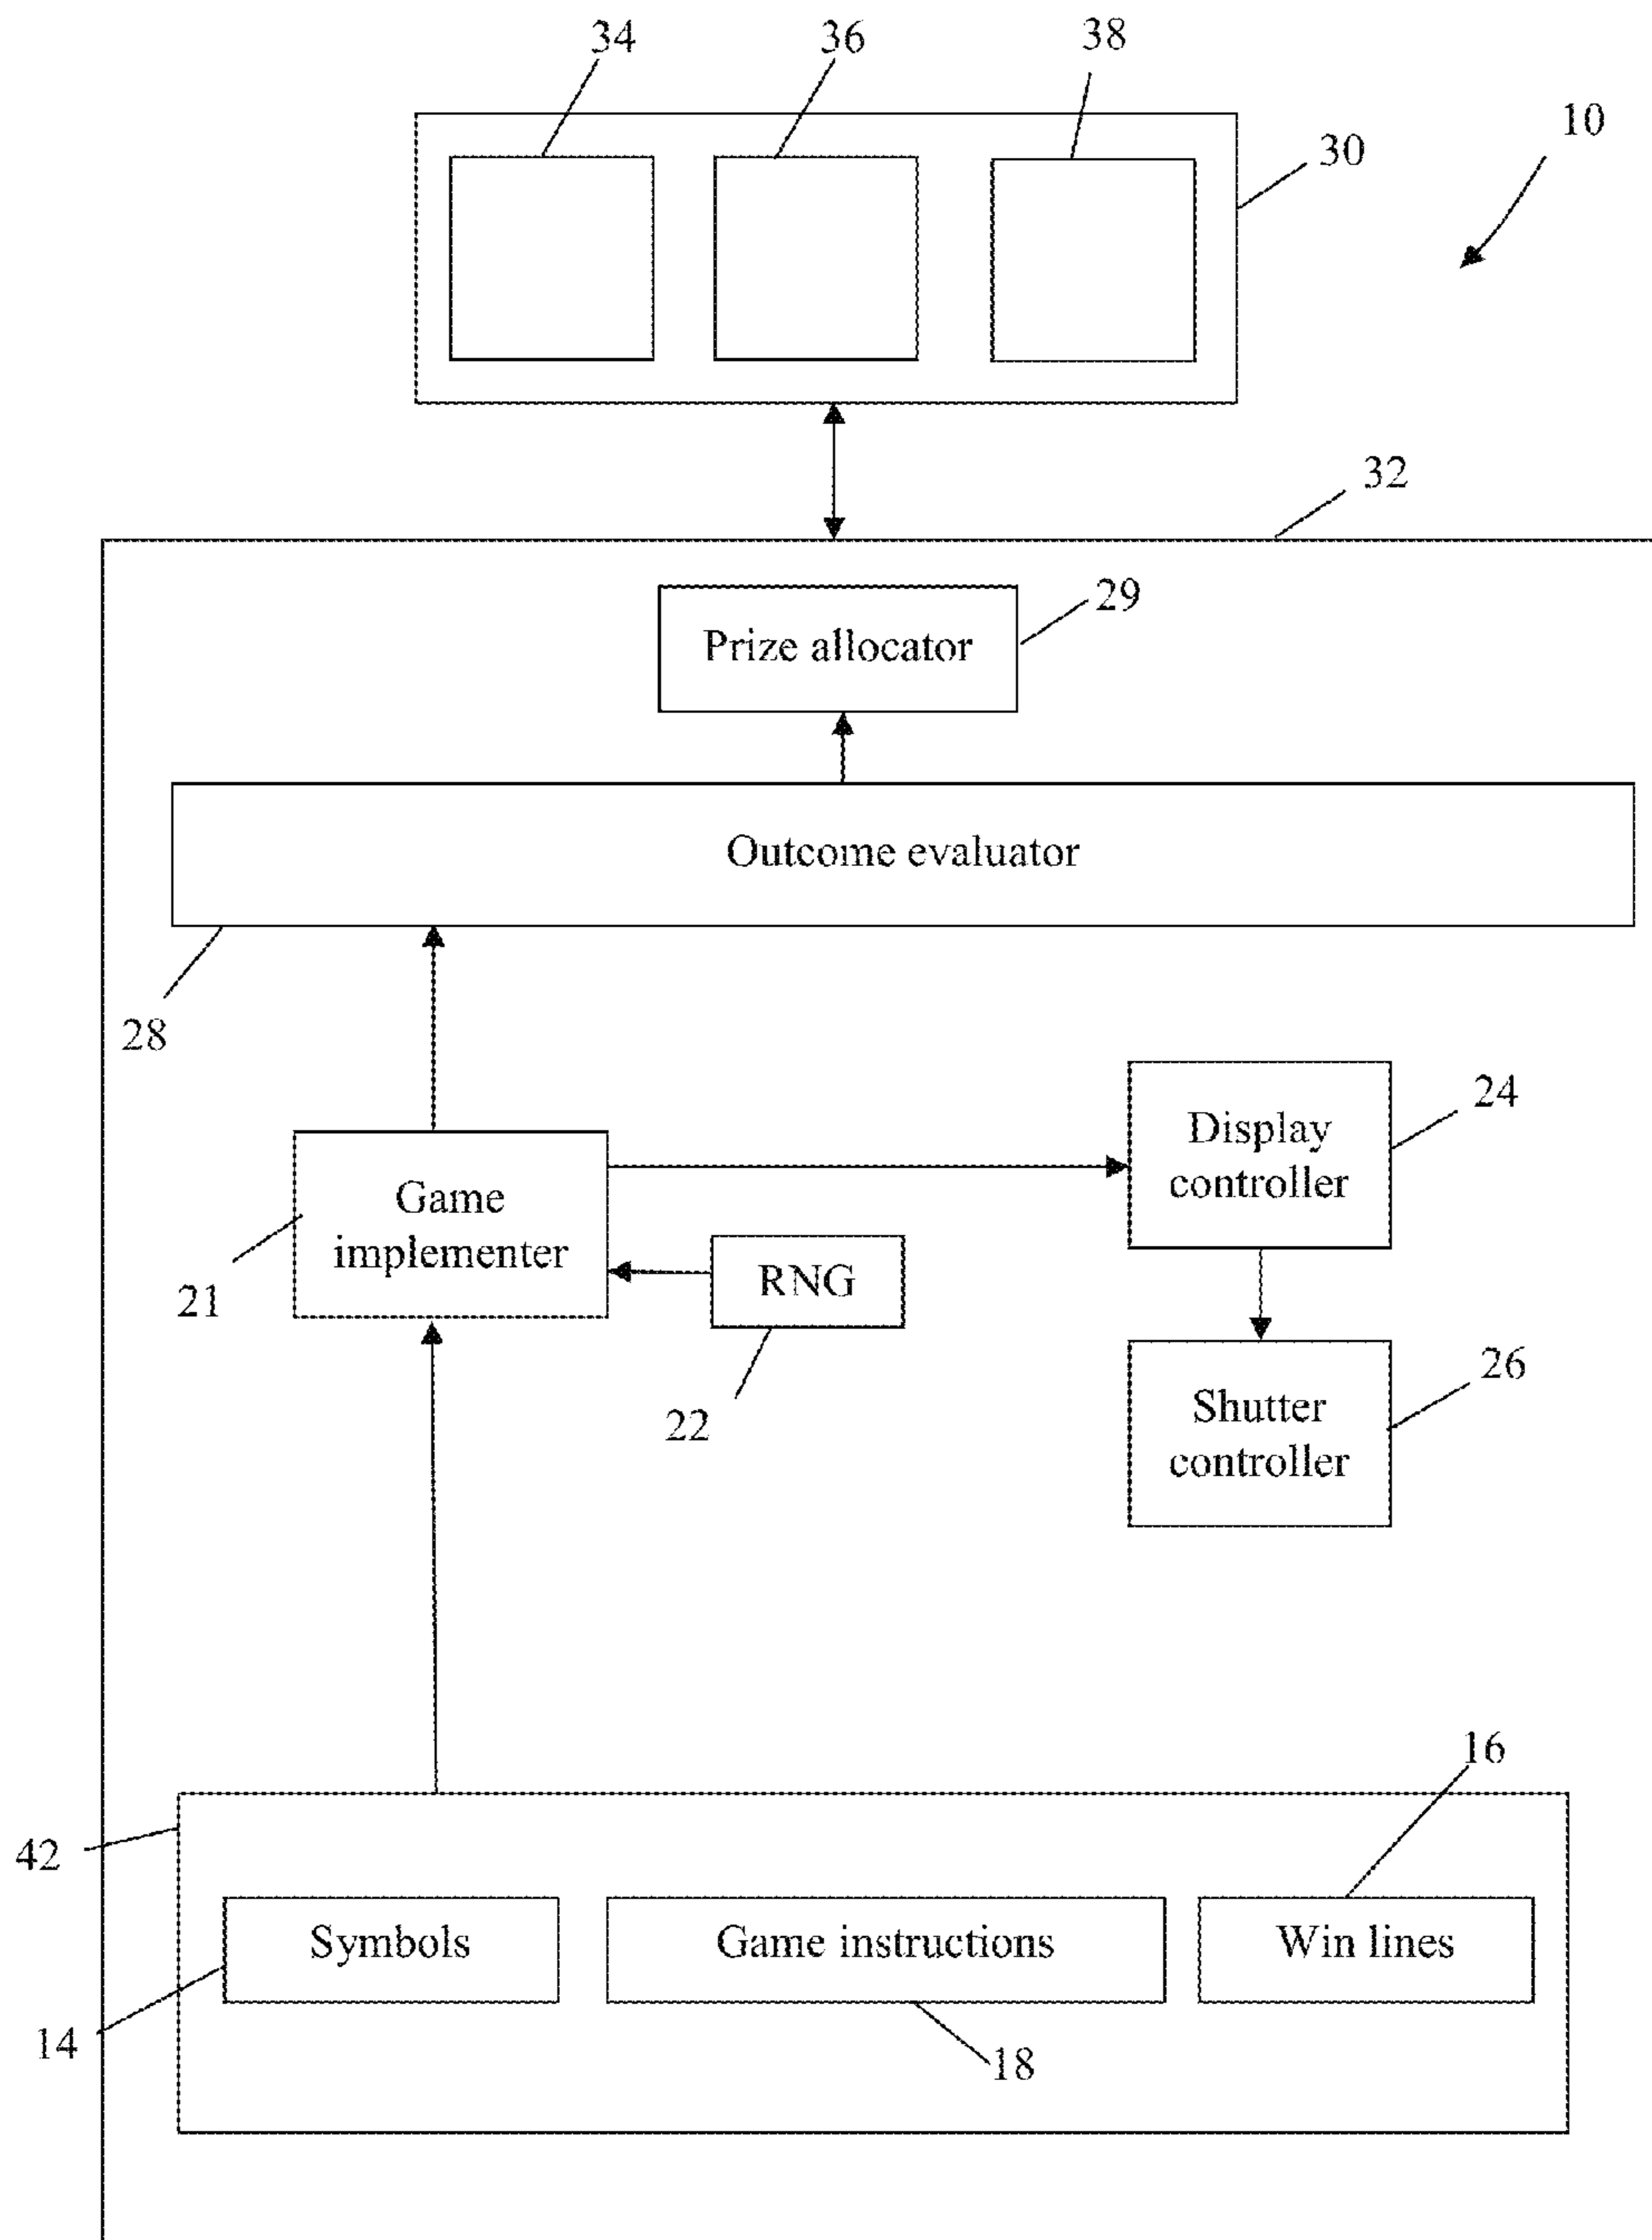 34
36
38
10
30
32
29
Prize allocator
Outcome evaluator
28
24
Display
controller
Game
implementer
21
RNG
22
26
Shutter
controller
16
42
Symbols
Game instructions
Win lines
14
18